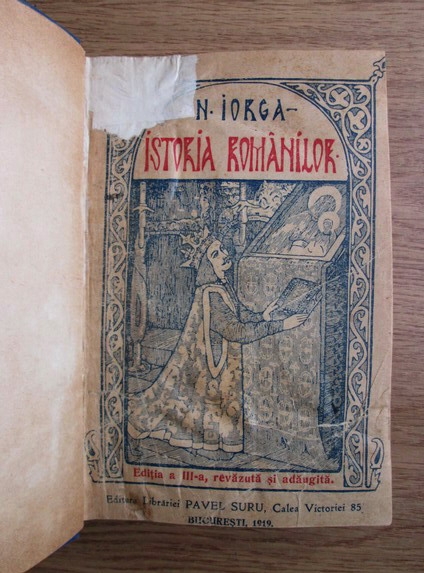 N. IORGA
ISTORIA ROMÂNILOR.
Ediția a III-a, revăzută și adăugită.
Editura Librăriei PAVEL SURU, Calea Victoriei 85
BUCUREȘTI, 1919.